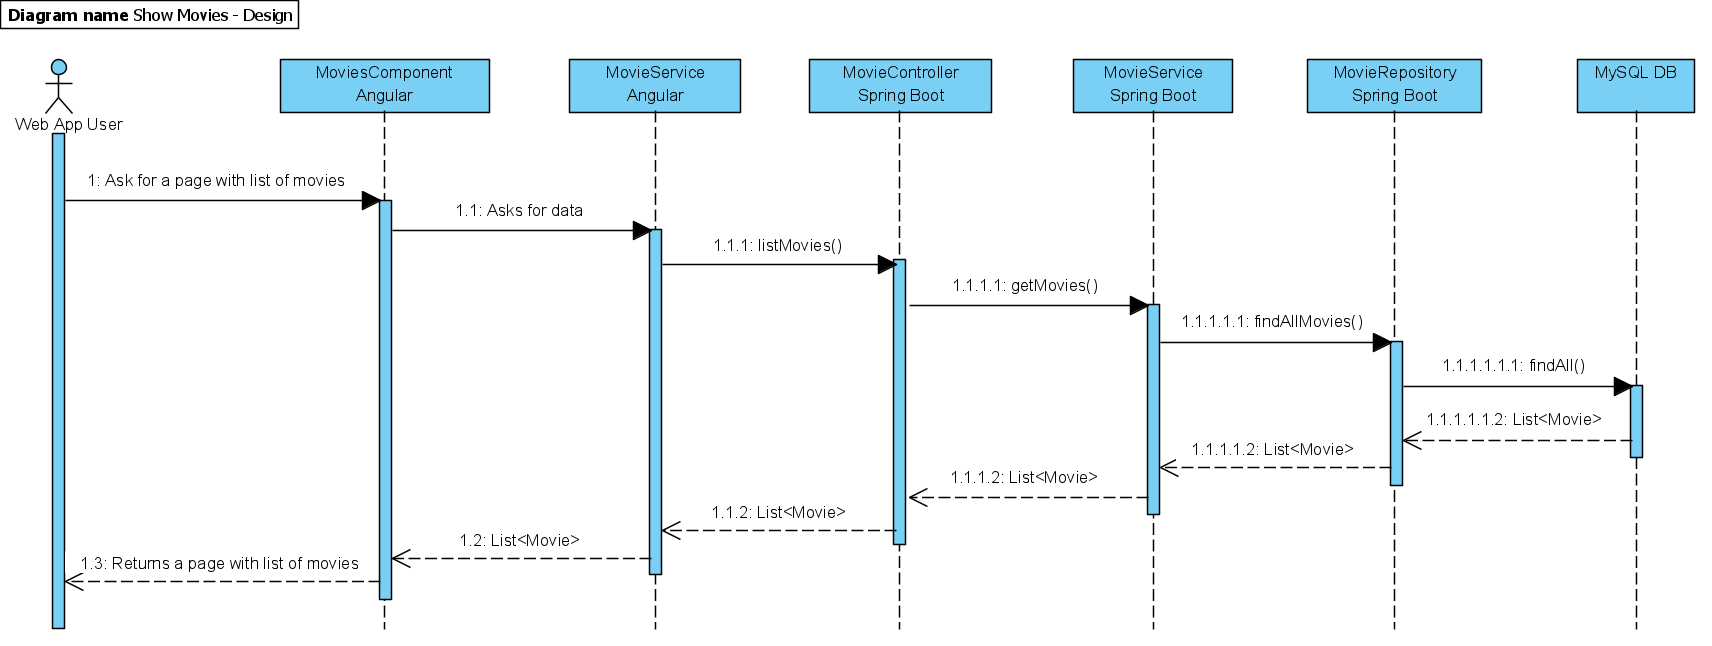 Diagram name Show Movies - Design
Web App User
MoviesComponent
Angular
MovieService
Angular
MovieController
Spring Boot
MovieService
Spring Boot
MovieRepository
Spring Boot
MySQL DB
1: Ask for a page with list of movies
1.1: Asks for data
1.1.1: listMovies()
1.1.1.1: getMovies()
1.1.1.1.1: findAllMovies()
1.1.1.1.1.1: findAll()
1.1.1.1.1.2: List<Movie>
1.1.1.1.2: List<Movie>
1.1.1.2: List<Movie>
1.1.2: List<Movie>
1.2: List<Movie>
1.3: Returns a page with list of movies